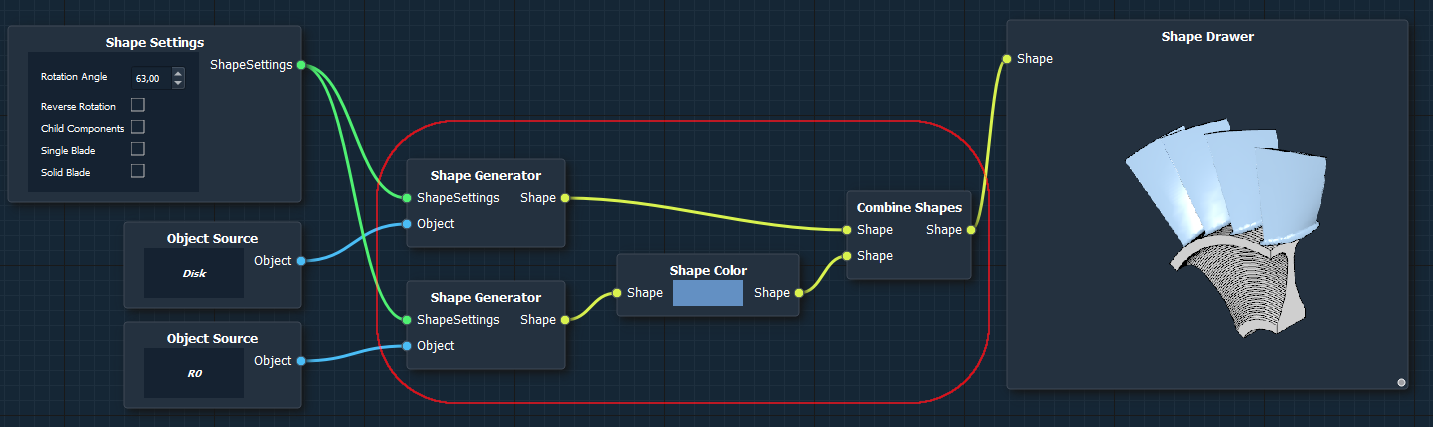 Shape Settings
ShapeSettings
Rotation Angle 63,00
Reverse Rotation
Child Components
Single Blade
Solid Blade
Object Source
Object
Disk
Object Source
Object
R0
Shape Generator
ShapeSettings Shape
Object
Shape Generator
ShapeSettings Shape
Object
Shape Color
Shape Shape
Combine Shapes
Shape Shape
Shape
Shape Drawer
Shape